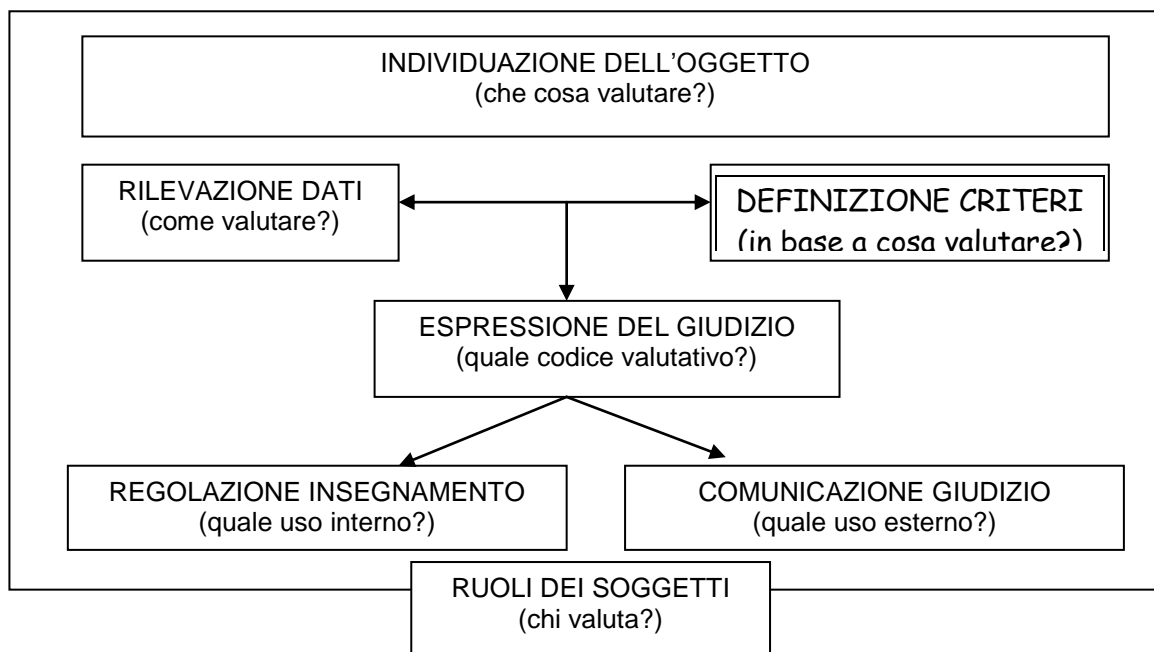 INDIVIDUAZIONE DELL'OGGETTO
(che cosa valutare?)
RILEVAZIONE DATI
(come valutare?)
DEFINIZIONE CRITERI
(in base a cosa valutare?)
ESPRESSIONE DEL GIUDIZIO
(quale codice valutativo?)
REGOLAZIONE INSEGNAMENTO
(quale uso interno?)
COMUNICAZIONE GIUDIZIO
(quale uso esterno?)
RUOLI DEI SOGGETTI
(chi valuta?)